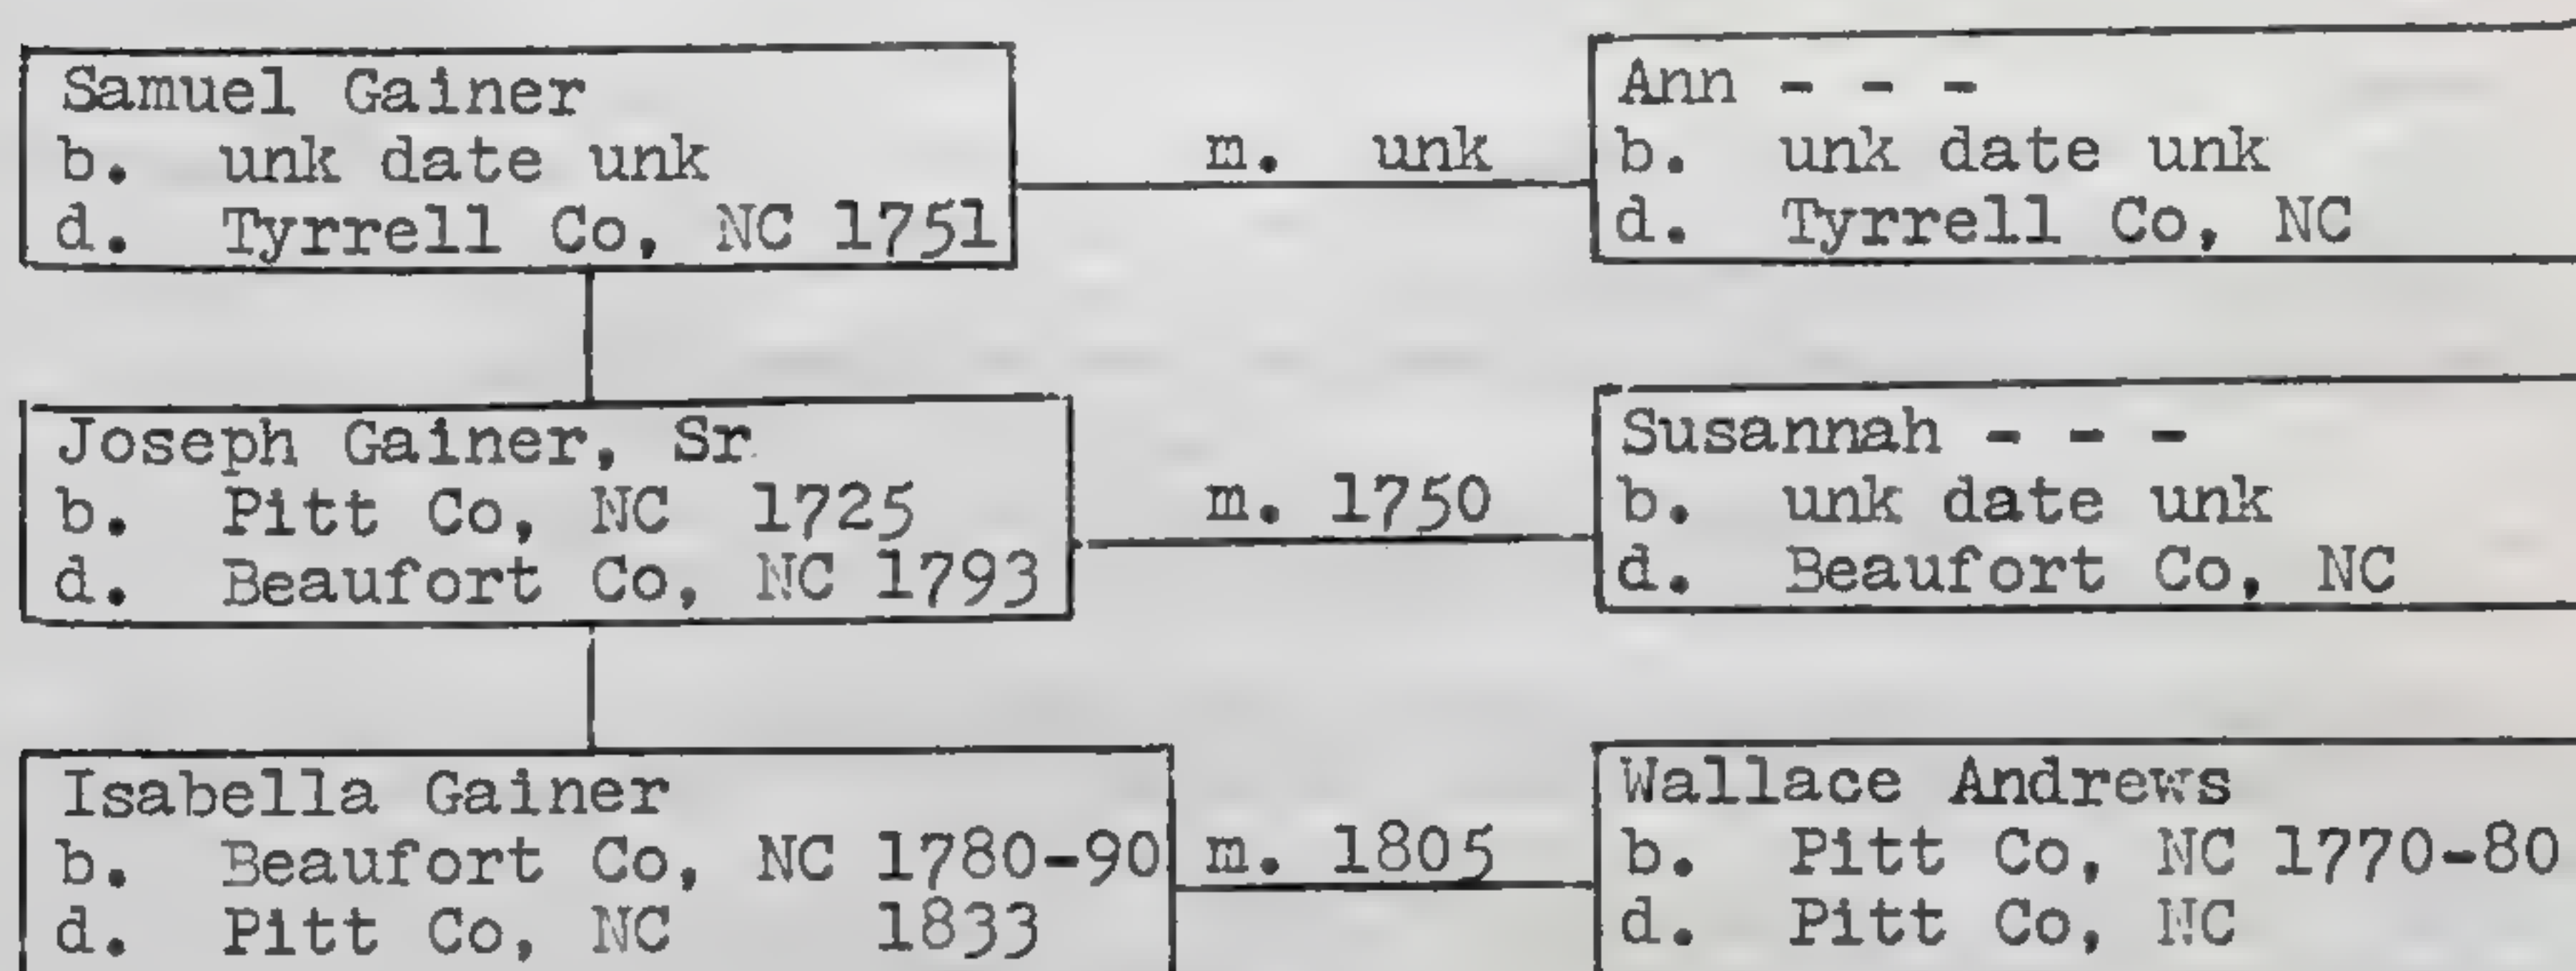 Samuel Gainer
b. unk date unk
d. Tyrrell Co, NC 1751
m. unk
Ann - - -
b. unk date unk
d. Tyrrell Co, NC
Joseph Gainer, Sr
b. Pitt Co, NC 1725
d. Beaufort Co, NC 1793
m. 1750
Susannah - - -
b. unk date unk
d. Beaufort Co, NC
Isabella Gainer
b. Beaufort Co, NC 1780-90
d. Pitt Co, NC 1833
m. 1805
Wallace Andrews
b. Pitt Co, NC 1770-80
d. Pitt Co, NC